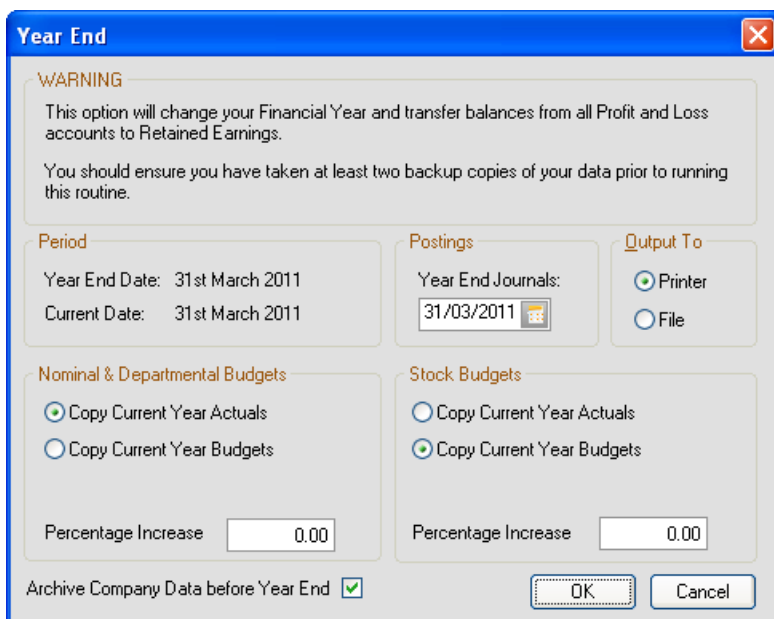 Year End
WARNING
This option will change your Financial Year and transfer balances from all Profit and Loss
accounts to Retained Earnings.
You should ensure you have taken at least two backup copies of your data prior to running
this routine.
Period
Year End Date: 31st March 2011
Current Date: 31st March 2011
Postings
Year End Journals:
31/03/2011
Output To
Printer
File
Nominal & Departmental Budgets
Copy Current Year Actuals
Copy Current Year Budgets
Percentage Increase 0.00
Stock Budgets
Copy Current Year Actuals
Copy Current Year Budgets
Percentage Increase 0.00
Archive Company Data before Year End
OK
Cancel